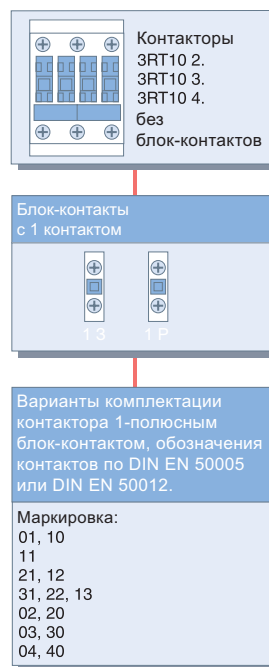 Контакторы
3RT10 2.
3RT10 3.
3RT10 4.
без
блок-контактов
Блок-контакты
с 1 контактом
1 З 1 Р
Варианты комплектации
контактора 1-полюсным
блок-контактом, обозначения
контактов по DIN EN 50005
или DIN EN 50012.
Маркировка:
01, 10
11
21, 12
31, 22, 13
02, 20
03, 30
04, 40